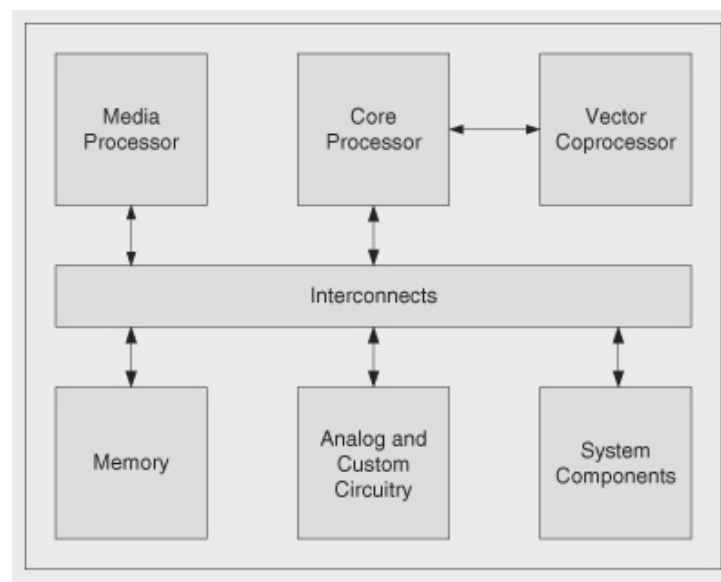 Media
Processor
Core
Processor
Vector
Coprocessor
Interconnects
Memory
Analog and
Custom
Circuitry
System
Components